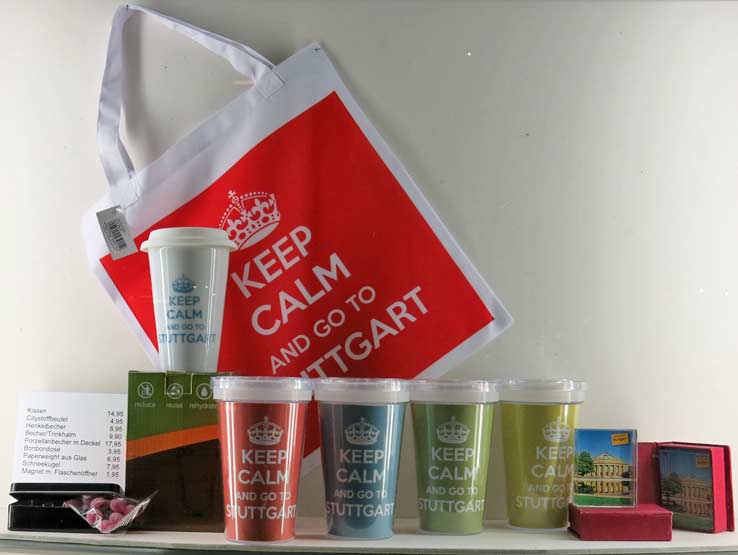 KEEP
CALM
AND GO TO
KEEP
CALM
AND GO TO
STUTTGART
reduce reuse
Kissen 14,95
Citystoffbeutel 4,95
Henkelbecher 8,95
Becher/Trinkhalm 9,90
Porzellanbecher m Deckel 17,95
Bonbondose 3,95
Paperweight aus Glas 6,95
Schneekugel 7,95
Magnet m. Flaschenöffner 1,95
KEEP
CALM
AND GO TO
STUTTGART
KEEP
CALM
AND GO TO
STUTTGART
KEEP
CALM
AND GO TO
STUTTGART
KEEP
CALM
AND GO TO
STUTTGART